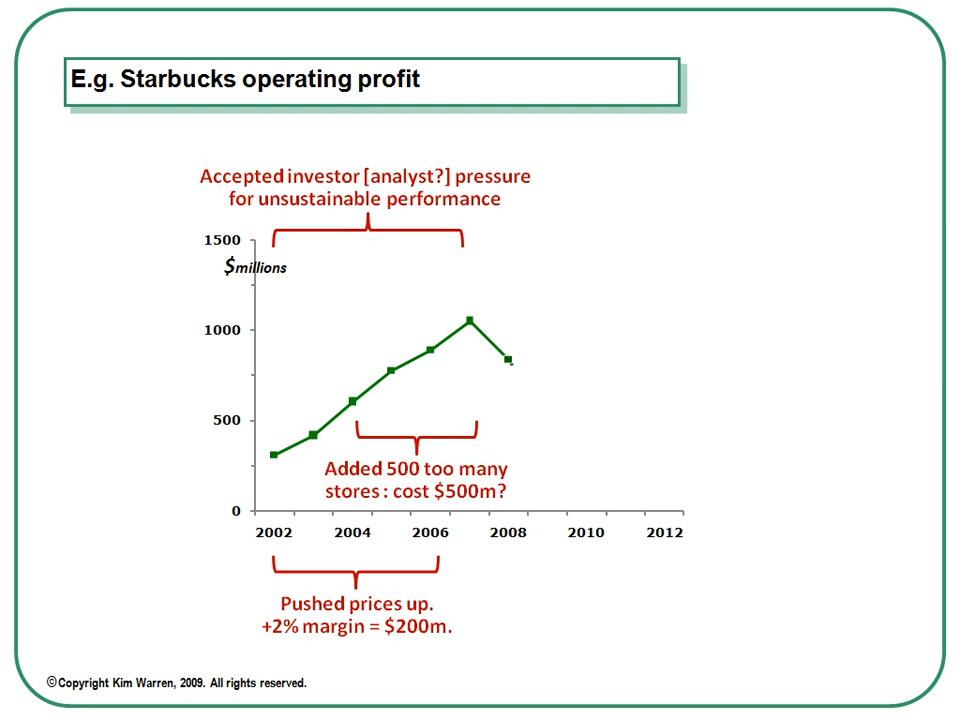 E.g. Starbucks operating profit
Accepted investor [analyst?] pressure
for unsustainable performance
1500
$millions
1000
500
Added 500 too many
stores : cost $500m?
0
2002 2004 2006 2008 2010 2012
Pushed prices up.
+2% margin = $200m.
©Copyright Kim Warren, 2009. All rights reserved.